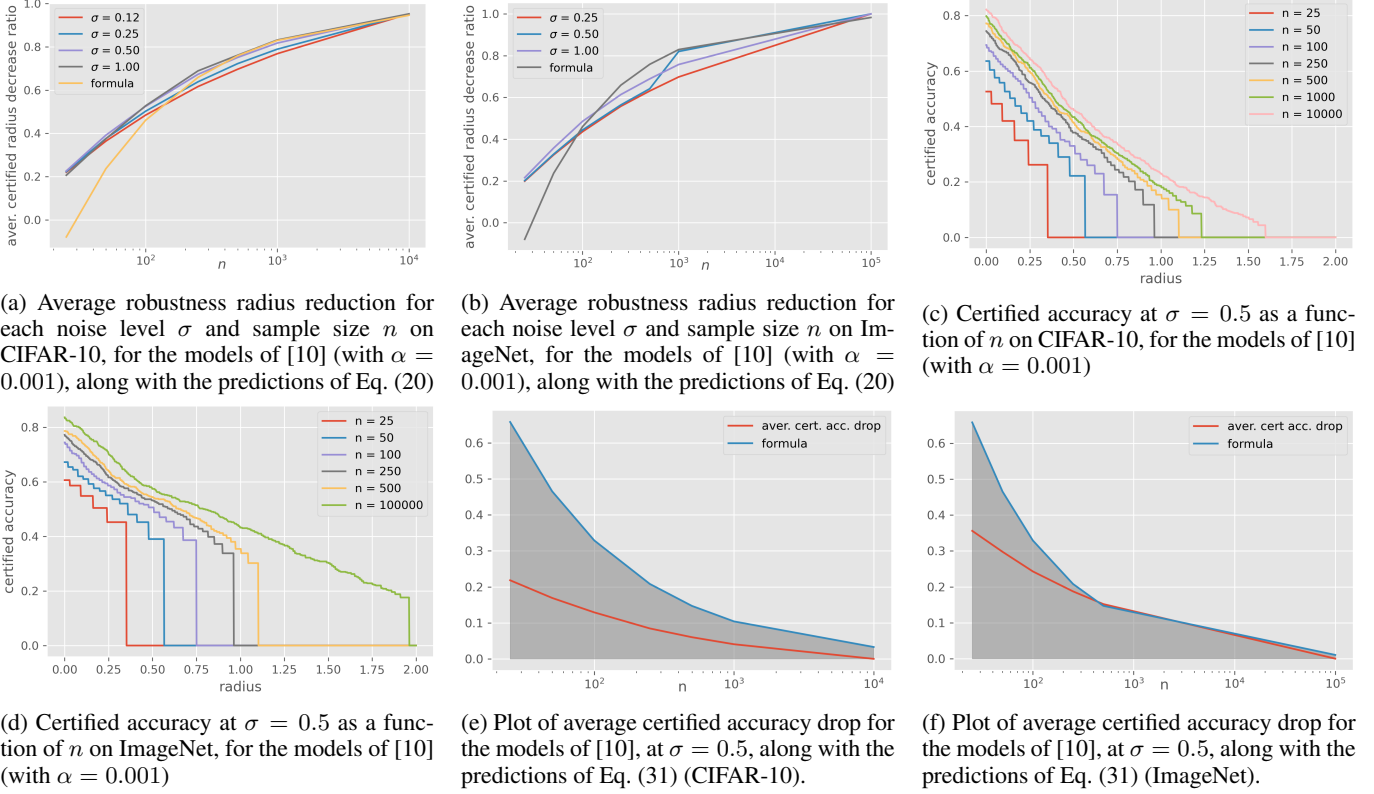 aver. certified radius decrease ratio
1.0
0.8
0.6
0.4
0.2
0.0
σ = 0.12
σ = 0.25
σ = 0.50
σ = 1.00
formula
10² 10³ 10⁴
n
(a) Average robustness radius reduction for
each noise level σ and sample size n on
CIFAR-10, for the models of [10] (with α =
0.001), along with the predictions of Eq. (20)
aver. certified radius decrease ratio
1.0
0.8
0.6
0.4
0.2
0.0
σ = 0.25
σ = 0.50
σ = 1.00
formula
10² 10³ 10⁴ 10⁵
n
(b) Average robustness radius reduction for
each noise level σ and sample size n on Im-
ageNet, for the models of [10] (with α =
0.001), along with the predictions of Eq. (20)
certified accuracy
0.8
0.6
0.4
0.2
0.0
n = 25
n = 50
n = 100
n = 250
n = 500
n = 1000
n = 10000
0.00 0.25 0.50 0.75 1.00 1.25 1.50 1.75 2.00
radius
(c) Certified accuracy at σ = 0.5 as a func-
tion of n on CIFAR-10, for the models of [10]
(with α = 0.001)
certified accuracy
0.8
0.6
0.4
0.2
0.0
n = 25
n = 50
n = 100
n = 250
n = 500
n = 100000
0.00 0.25 0.50 0.75 1.00 1.25 1.50 1.75 2.00
radius
(d) Certified accuracy at σ = 0.5 as a func-
tion of n on ImageNet, for the models of [10]
(with α = 0.001)
0.6
0.5
0.4
0.3
0.2
0.1
0.0
aver. cert. acc. drop
formula
10² 10³ 10⁴
n
(e) Plot of average certified accuracy drop for
the models of [10], at σ = 0.5, along with the
predictions of Eq. (31) (CIFAR-10).
0.6
0.5
0.4
0.3
0.2
0.1
0.0
aver. cert acc. drop
formula
10² 10³ 10⁴ 10⁵
n
(f) Plot of average certified accuracy drop for
the models of [10], at σ = 0.5, along with the
predictions of Eq. (31) (ImageNet).